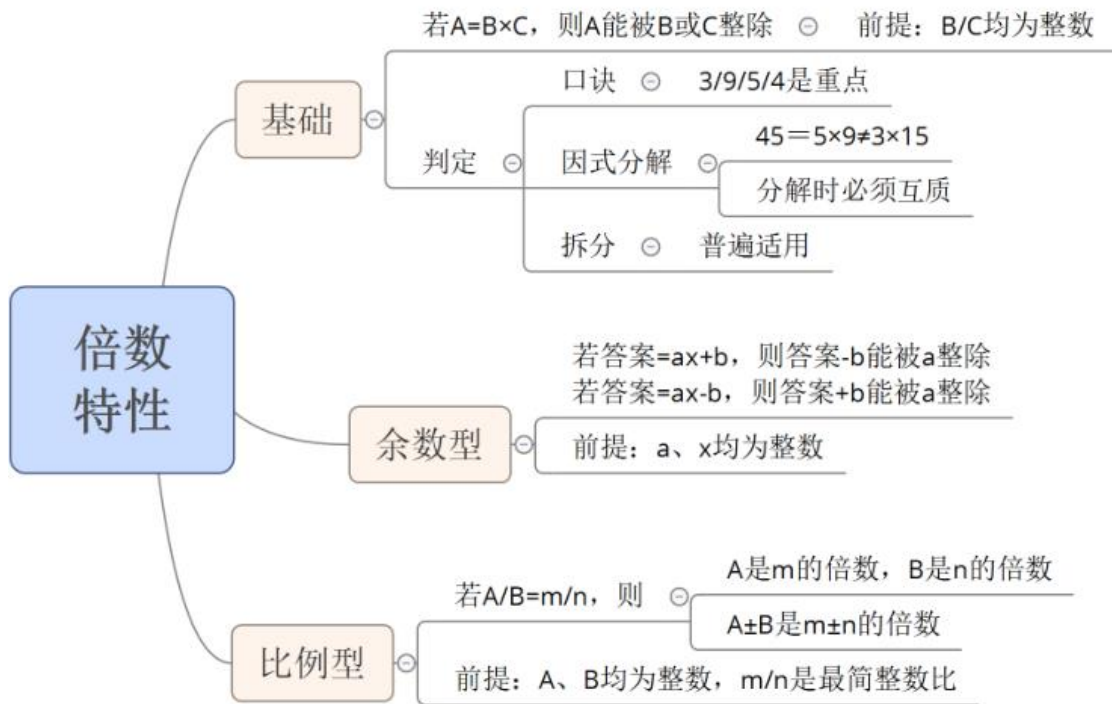 倍数
特性
基础
若A=B×C，则A能被B或C整除
前提：B/C均为整数
判定
口诀
3/9/5/4是重点
因式分解
45＝5×9≠3×15
分解时必须互质
拆分
普遍适用
余数型
若答案=ax+b，则答案-b能被a整除
若答案=ax-b，则答案+b能被a整除
前提：a、x均为整数
比例型
若A/B=m/n，则
A是m的倍数，B是n的倍数
A±B是m±n的倍数
前提：A、B均为整数，m/n是最简整数比